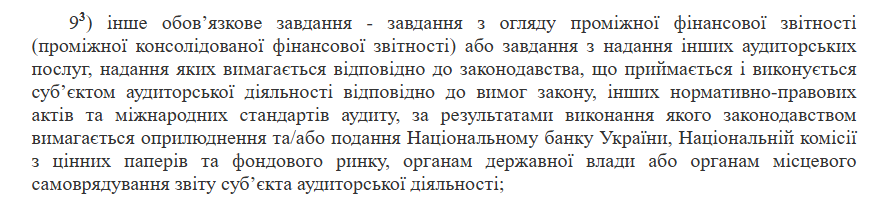 9³) інше обов’язкове завдання - завдання з огляду проміжної фінансової звітності
(проміжної консолідованої фінансової звітності) або завдання з надання інших аудиторських
послуг, надання яких вимагається відповідно до законодавства, що приймається і виконується
суб’єктом аудиторської діяльності відповідно до вимог закону, інших нормативно-правових
актів та міжнародних стандартів аудиту, за результатами виконання якого законодавством
вимагається оприлюднення та/або подання Національному банку України, Національній комісії
з цінних паперів та фондового ринку, органам державної влади або органам місцевого
самоврядування звіту суб’єкта аудиторської діяльності;